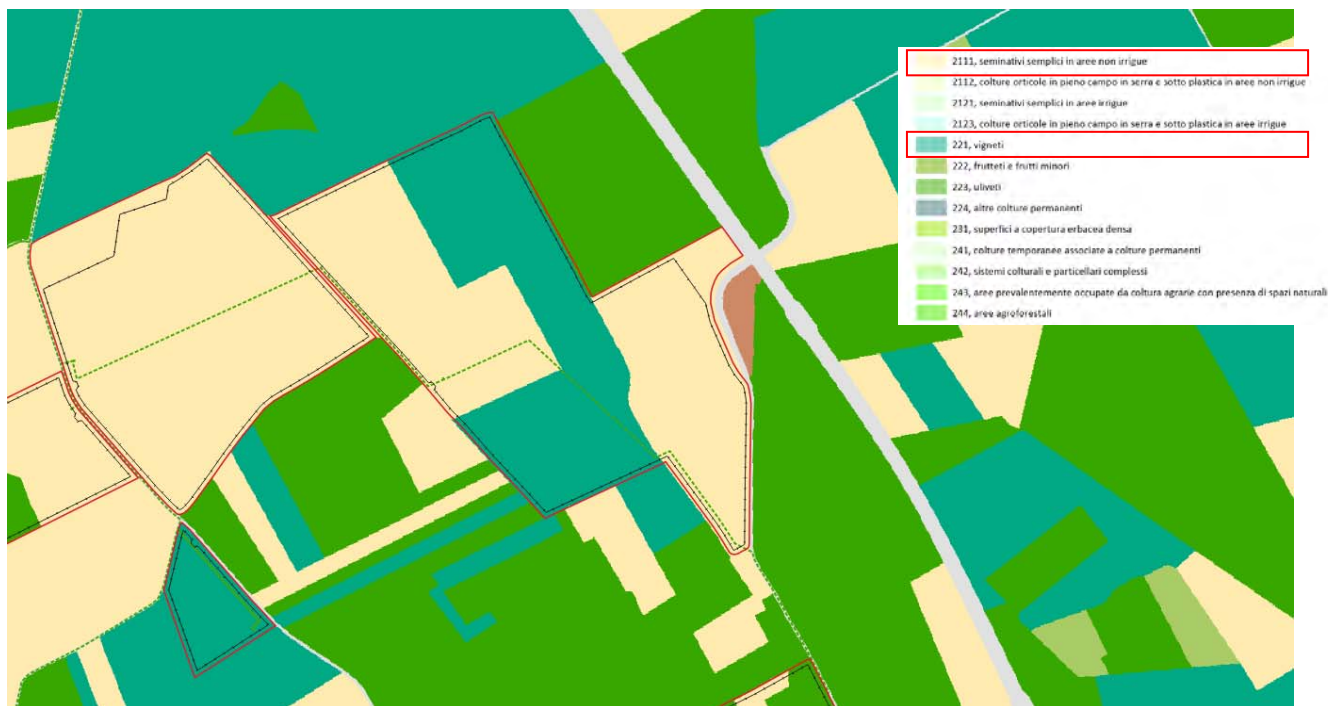 2111, seminativi semplici in aree non irrigue
2112, colture orticole in pieno campo in serra e sotto plastica in aree non irrigue
2121, seminativi semplici in aree irrigue
2123, colture orticole in pieno campo in serra e sotto plastica in aree irrigue
221, vigneti
222, frutteti e frutti minori
223, uliveti
224, altre colture permanenti
231, superfici a copertura erbacea densa
241, colture temporanee associate a colture permanenti
242, sistemi colturali e particellari complessi
243, aree prevalentemente occupate da coltura agrarie con presenza di spazi naturali
244, aree agroforestali